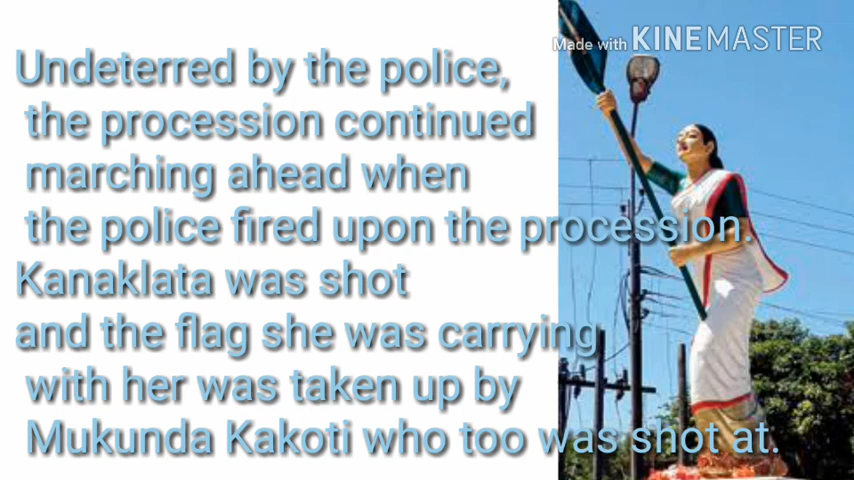 Made with KINEMASTER
Undeterred by the police,
the procession continued
marching ahead when
the police fired upon the procession.
Kanaklata was shot
and the flag she was carrying
with her was taken up by
Mukunda Kakoti who too was shot at.